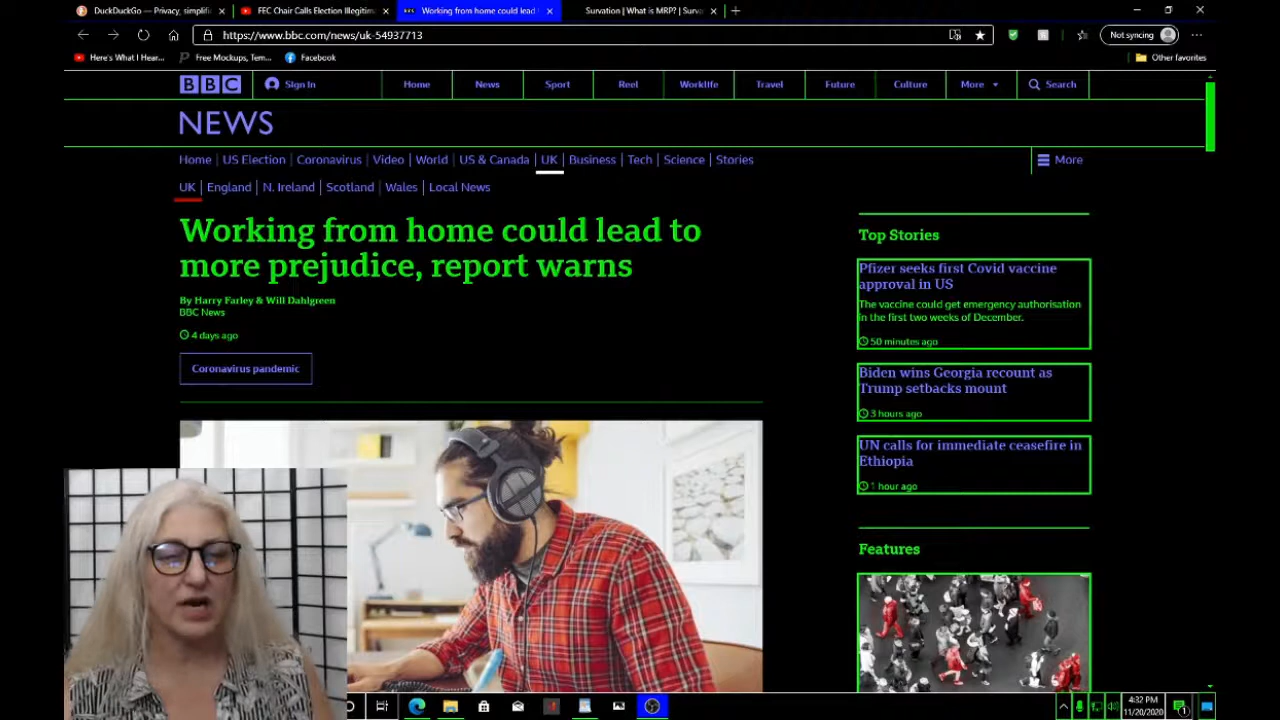 DuckDuckGo — Privacy, simplifi
FEC Chair Calls Election Illegitima
Working from home could lead
Survation | What is MRP? | Surva
https://www.bbc.com/news/uk-54937713
Not syncing
Here's What I Hear...
Free Mockups, Tem...
Facebook
Other favorites
BBC
Sign in
Home
News
Sport
Reel
Worklife
Travel
Future
Culture
More
Search
NEWS
Home
US Election
Coronavirus
Video
World
US & Canada
UK
Business
Tech
Science
Stories
More
UK
England
N. Ireland
Scotland
Wales
Local News
Working from home could lead to
more prejudice, report warns
By Harry Farley & Will Dahlgreen
BBC News
4 days ago
Coronavirus pandemic
Top Stories
Pfizer seeks first Covid vaccine
approval in US
The vaccine could get emergency authorisation
in the first two weeks of December.
50 minutes ago
Biden wins Georgia recount as
Trump setbacks mount
3 hours ago
UN calls for immediate ceasefire in
Ethiopia
1 hour ago
Features
4:32 PM
11/20/2020
1